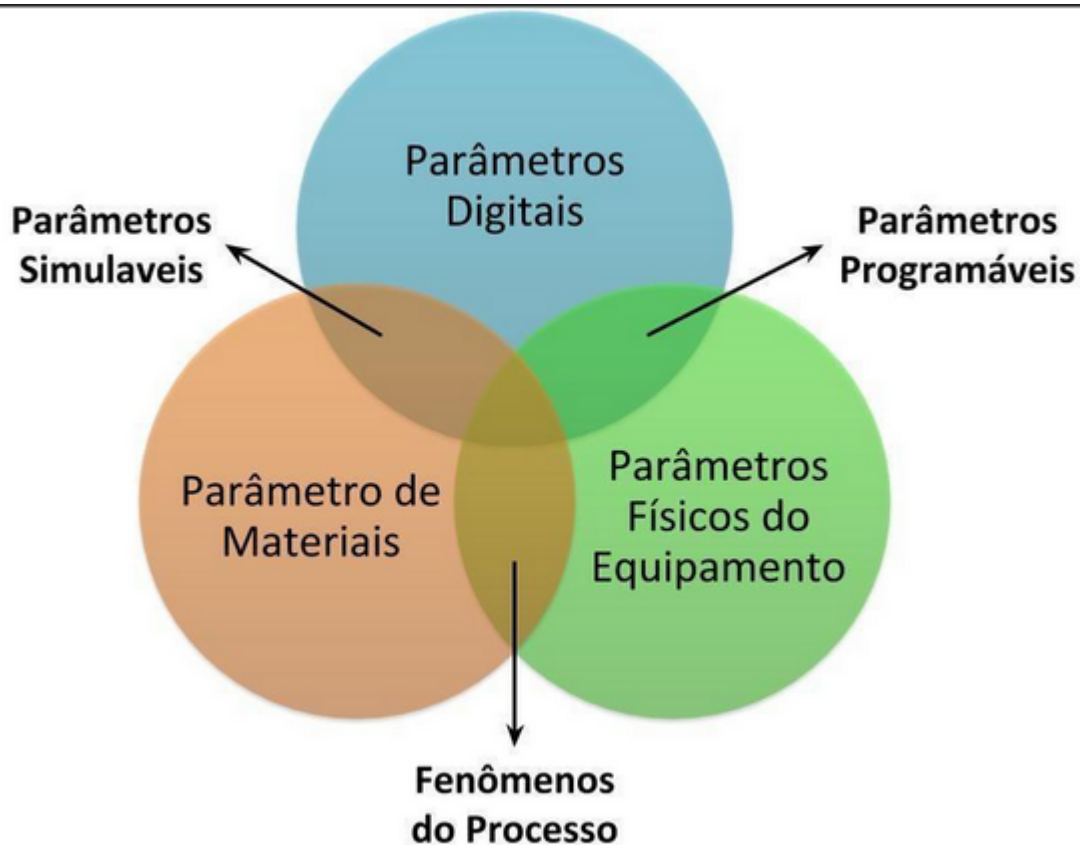 Parâmetros
Digitais
Parâmetros
Simulaveis
Parâmetros
Programáveis
Parâmetro de
Materiais
Parâmetros
Físicos do
Equipamento
Fenômenos
do Processo